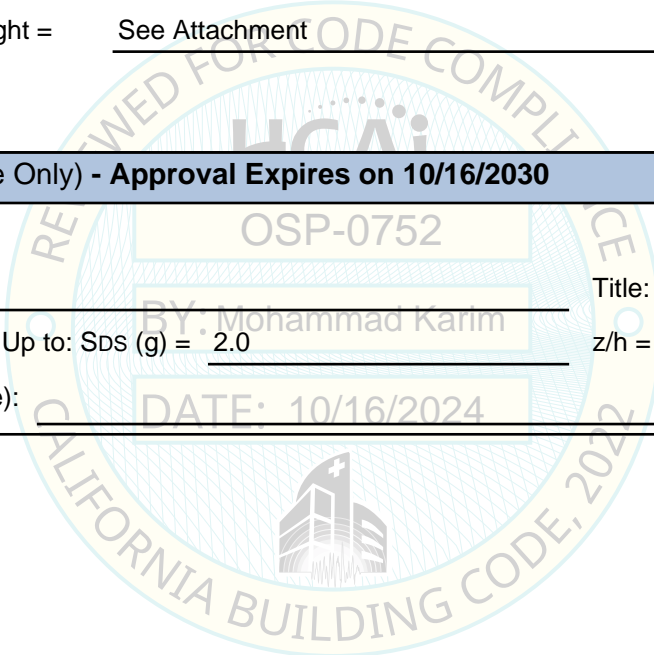 ght = See Attachment
REVIEWED FOR CODE COMPLIANCE
HCAi
e Only) - Approval Expires on 10/16/2030
OSP-0752
Title:
BY: Mohammad Karim
Up to: SDS (g) = 2.0 z/h =
e):
DATE: 10/16/2024
CALIFORNIA BUILDING CODE, 2022